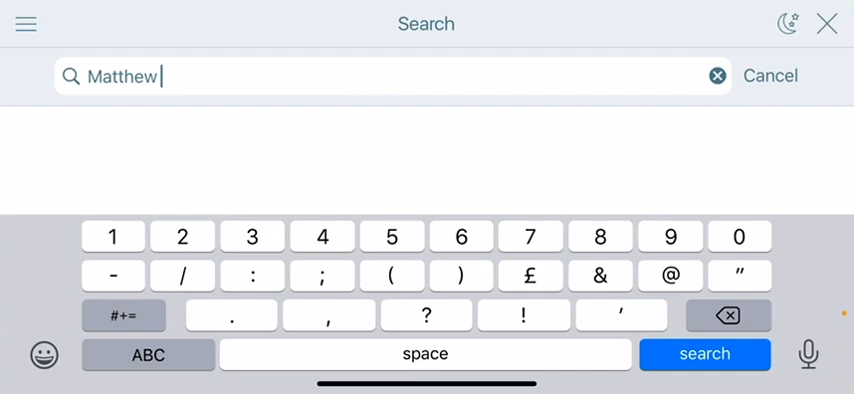 Search
Matthew
Cancel
1 2 3 4 5 6 7 8 9 0
- / : ; ( ) £ & @ "
#+= . , ? ! '
ABC space search